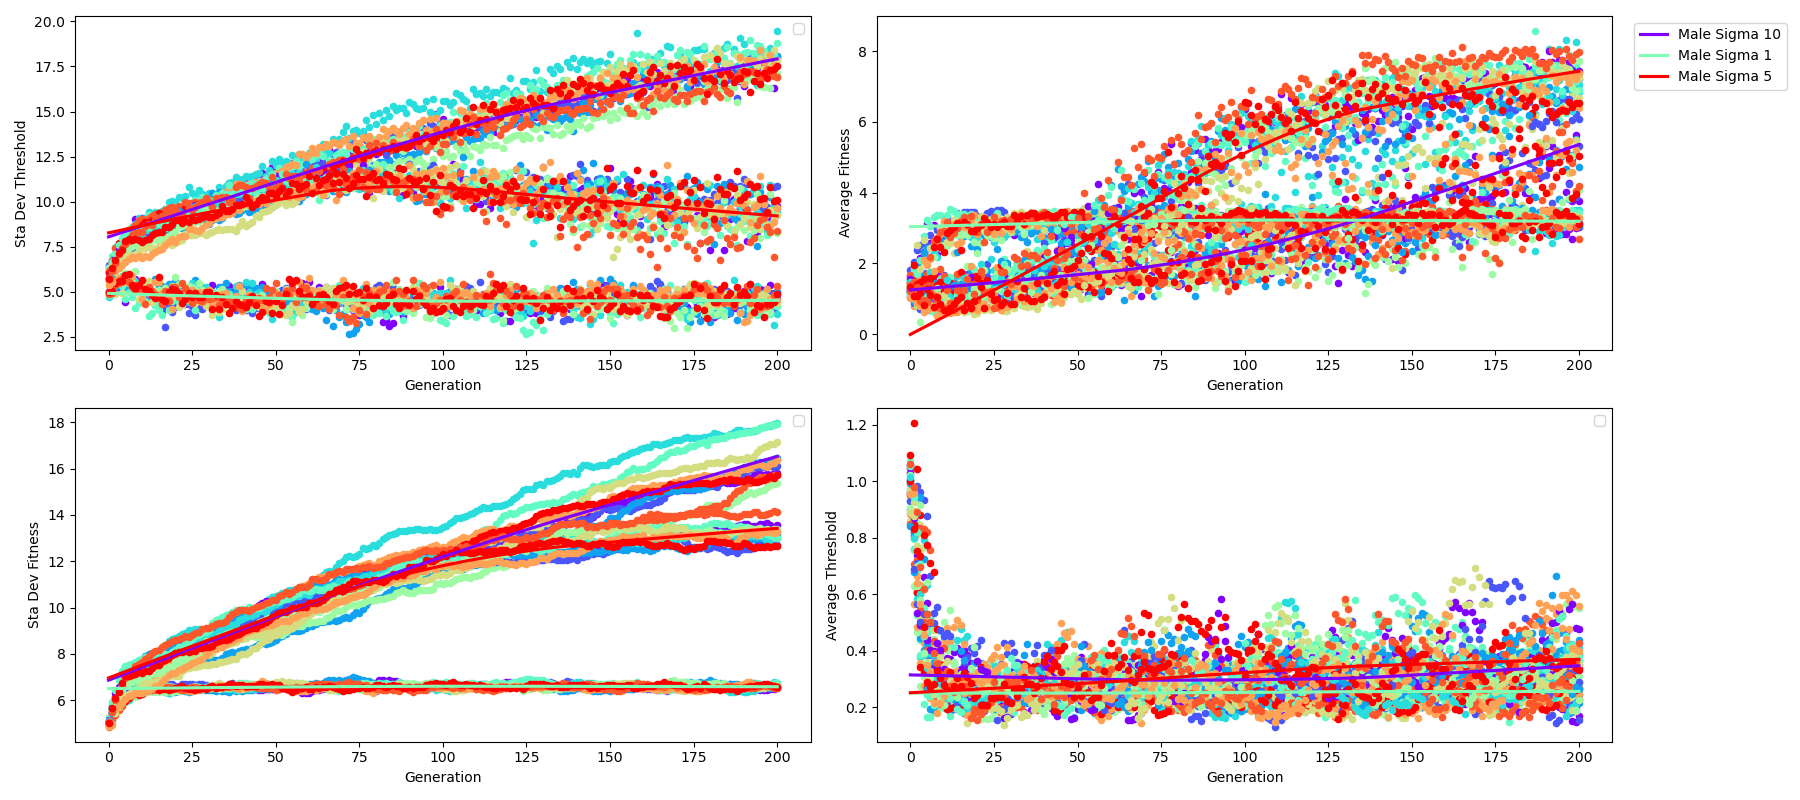 20.0
17.5
15.0
12.5
10.0
7.5
5.0
2.5
Sta Dev Threshold
0 25 50 75 100 125 150 175 200
Generation
8
6
4
2
0
Average Fitness
0 25 50 75 100 125 150 175 200
Generation
Male Sigma 10
Male Sigma 1
Male Sigma 5
18
16
14
12
10
8
6
Sta Dev Fitness
0 25 50 75 100 125 150 175 200
Generation
1.2
1.0
0.8
0.6
0.4
0.2
Average Threshold
0 25 50 75 100 125 150 175 200
Generation